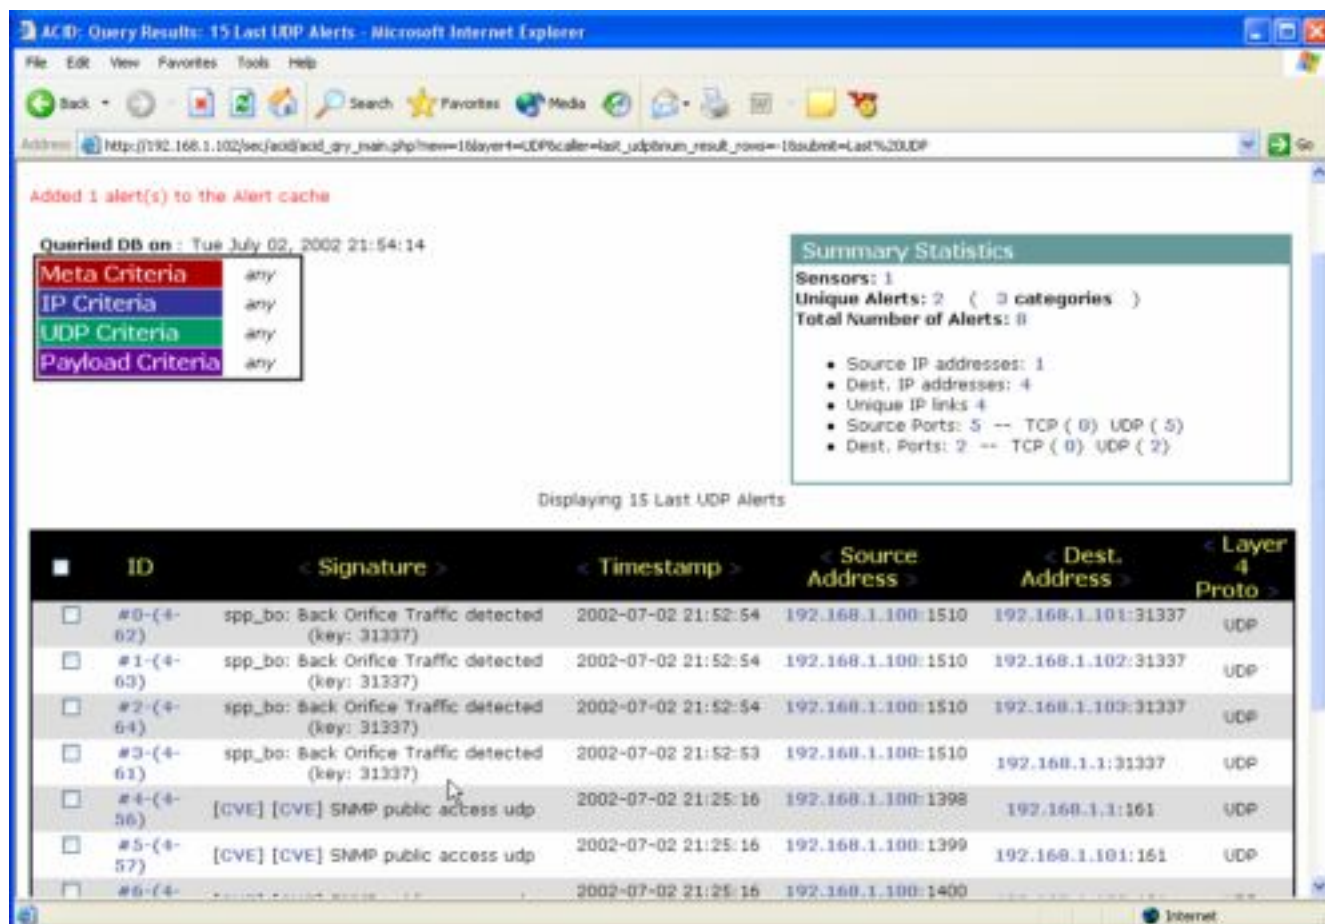 ACID: Query Results: 15 Last UDP Alerts - Microsoft Internet Explorer
File Edit View Favorites Tools Help
Back Search Favorites Media
Address http://192.168.1.102/sec/acid/acid_qry_main.php?new=1&layer4=UDP&caller=last_udp&num_result_rows=-1&submit=Last%20UDP Go
Added 1 alert(s) to the Alert cache
Queried DB on : Tue July 02, 2002 21:54:14
Meta Criteria any
IP Criteria any
UDP Criteria any
Payload Criteria any
Summary Statistics
Sensors: 1
Unique Alerts: 2 ( 3 categories )
Total Number of Alerts: 8
• Source IP addresses: 1
• Dest. IP addresses: 4
• Unique IP links 4
• Source Ports: 5 -- TCP ( 0) UDP ( 5)
• Dest. Ports: 2 -- TCP ( 0) UDP ( 2)
Displaying 15 Last UDP Alerts
ID < Signature > < Timestamp > < Source Address > < Dest. Address > < Layer 4 Proto >
#0-(4-62) spp_bo: Back Orifice Traffic detected (key: 31337) 2002-07-02 21:52:54 192.168.1.100:1510 192.168.1.101:31337 UDP
#1-(4-63) spp_bo: Back Orifice Traffic detected (key: 31337) 2002-07-02 21:52:54 192.168.1.100:1510 192.168.1.102:31337 UDP
#2-(4-64) spp_bo: Back Orifice Traffic detected (key: 31337) 2002-07-02 21:52:54 192.168.1.100:1510 192.168.1.103:31337 UDP
#3-(4-61) spp_bo: Back Orifice Traffic detected (key: 31337) 2002-07-02 21:52:53 192.168.1.100:1510 192.168.1.1:31337 UDP
#4-(4-56) [CVE] [CVE] SNMP public access udp 2002-07-02 21:25:16 192.168.1.100:1398 192.168.1.1:161 UDP
#5-(4-57) [CVE] [CVE] SNMP public access udp 2002-07-02 21:25:16 192.168.1.100:1399 192.168.1.101:161 UDP
#6-(4- 2002-07-02 21:25:16 192.168.1.100:1400
Internet